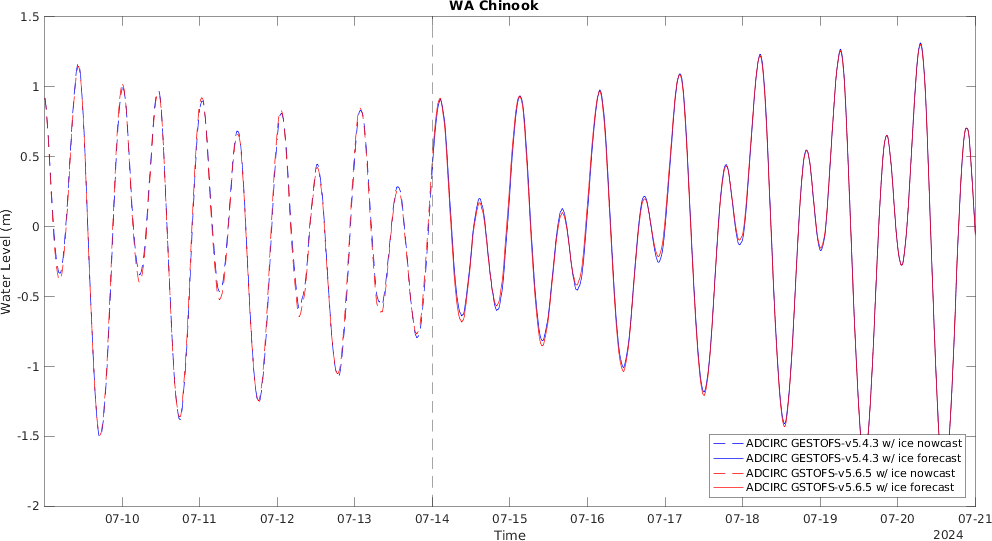 WA Chinook
1.5
1
0.5
0
-0.5
-1
-1.5
-2
Water Level (m)
07-10 07-11 07-12 07-13 07-14 07-15 07-16 07-17 07-18 07-19 07-20 07-21
Time
2024
ADCIRC GESTOFS-v5.4.3 w/ ice nowcast
ADCIRC GESTOFS-v5.4.3 w/ ice forecast
ADCIRC GSTOFS-v5.6.5 w/ ice nowcast
ADCIRC GSTOFS-v5.6.5 w/ ice forecast